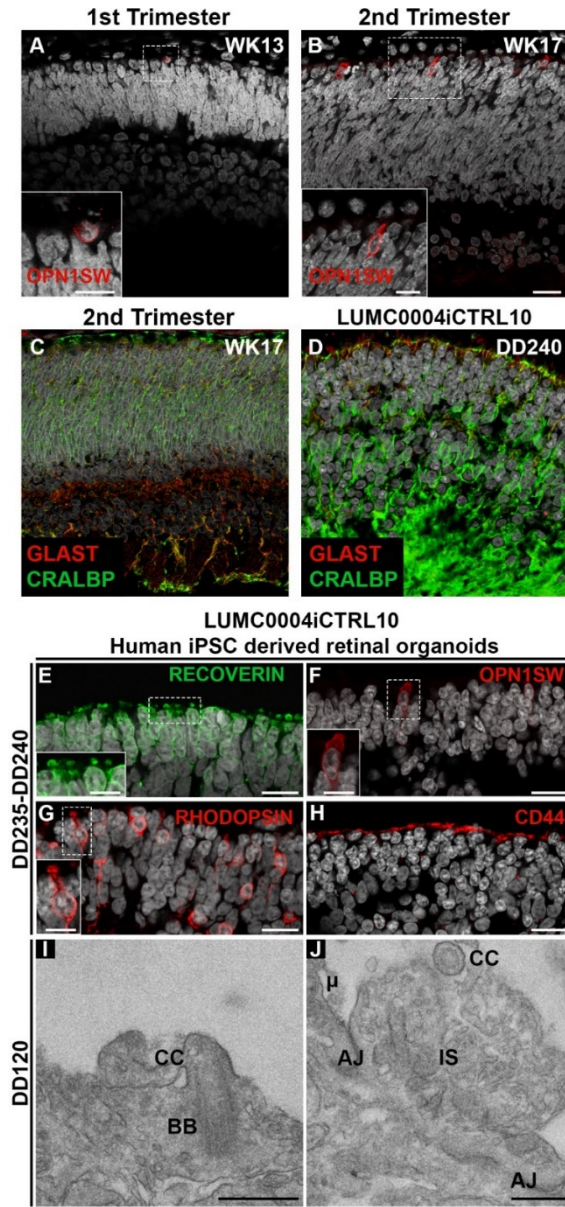 1st Trimester
2nd Trimester
A
WK13
OPN1SW
B
WK17
OPN1SW
2nd Trimester
LUMC0004iCTRL10
C
WK17
GLAST
CRALBP
D
DD240
GLAST
CRALBP
LUMC0004iCTRL10
Human iPSC derived retinal organoids
DD235-DD240
E
RECOVERIN
F
OPN1SW
G
RHODOPSIN
H
CD44
DD120
I
CC
BB
J
CC
µ
AJ
IS
AJ